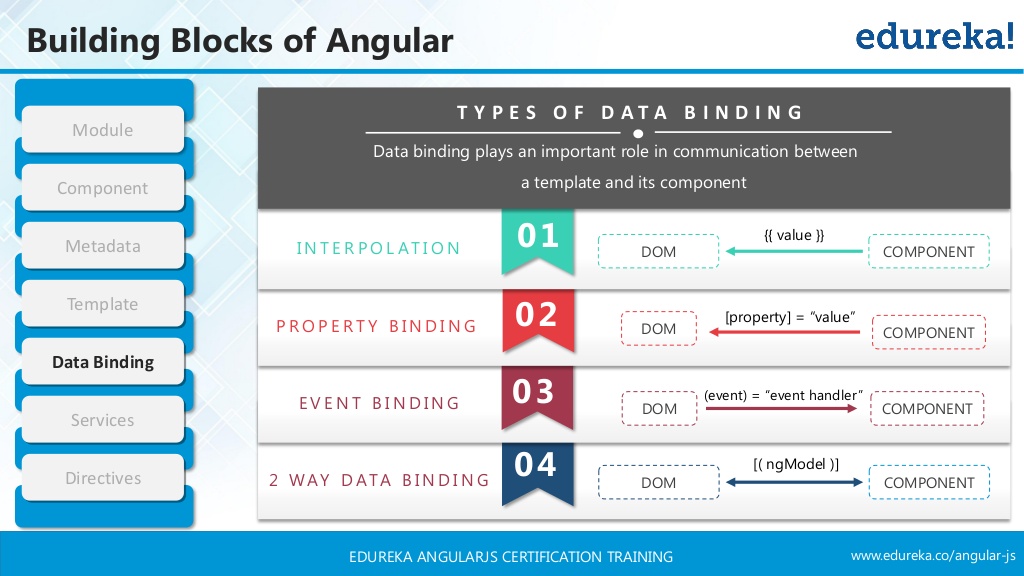 Building Blocks of Angular
edureka!
Module
Component
Metadata
Template
Data Binding
Services
Directives
TYPES OF DATA BINDING
Data binding plays an important role in communication between
a template and its component
INTERPOLATION
01
DOM
{{ value }}
COMPONENT
PROPERTY BINDING
02
DOM
[property] = “value”
COMPONENT
EVENT BINDING
03
DOM
(event) = “event handler”
COMPONENT
2 WAY DATA BINDING
04
DOM
[( ngModel )]
COMPONENT
EDUREKA ANGULARJS CERTIFICATION TRAINING
www.edureka.co/angular-js